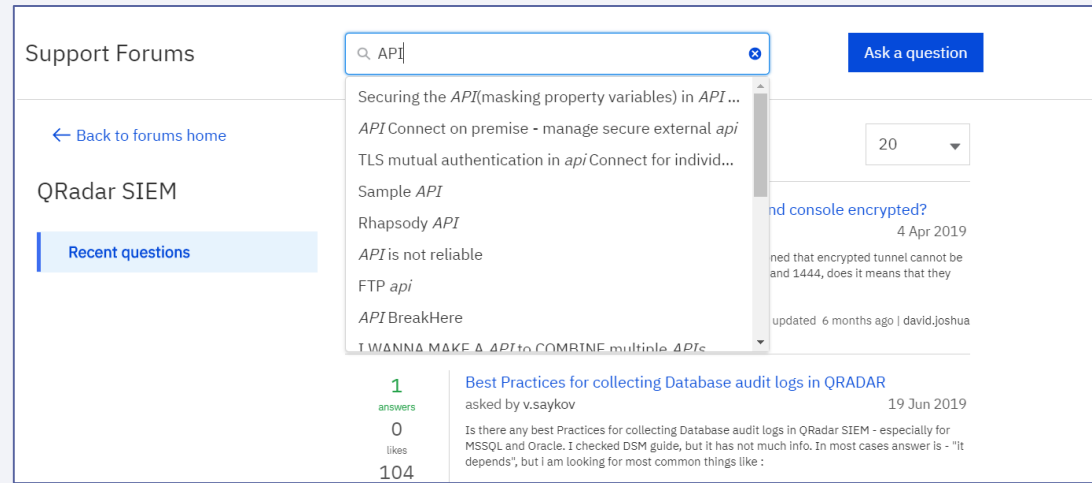 Support Forums
API
Ask a question
Securing the API(masking property variables) in API ...
API Connect on premise - manage secure external api
TLS mutual authentication in api Connect for individ...
Sample API
Rhapsody API
API is not reliable
FTP api
API BreakHere
I WANNA MAKE A API to COMBINE multiple APIs
← Back to forums home
QRadar SIEM
Recent questions
20
nd console encrypted?
4 Apr 2019
ned that encrypted tunnel cannot be
and 1444, does it means that they
updated 6 months ago | david.joshua
1
answers
0
likes
104
Best Practices for collecting Database audit logs in QRADAR
asked by v.saykov 19 Jun 2019
Is there any best Practices for collecting Database audit logs in QRadar SIEM - especially for
MSSQL and Oracle. I checked DSM guide, but it has not much info. In most cases answer is - "it
depends", but i am looking for most common things like :